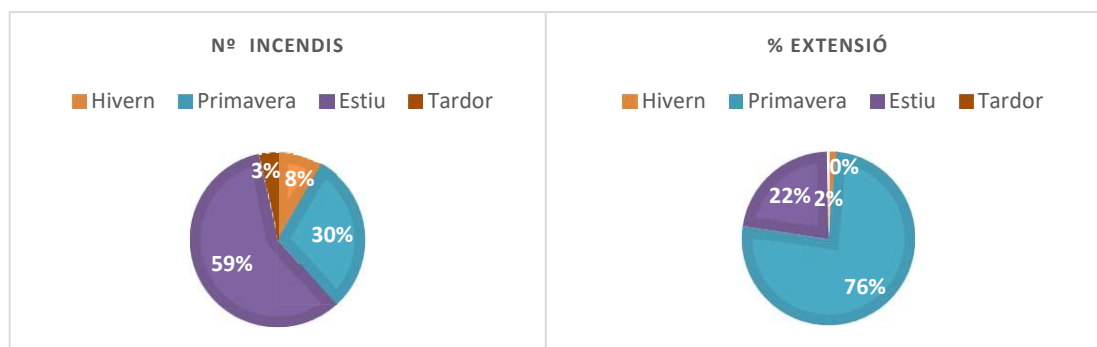 Nº INCENDIS
Hivern Primavera Estiu Tardor
3%
8%
30%
59%
% EXTENSIÓ
Hivern Primavera Estiu Tardor
0%
22%
2%
76%